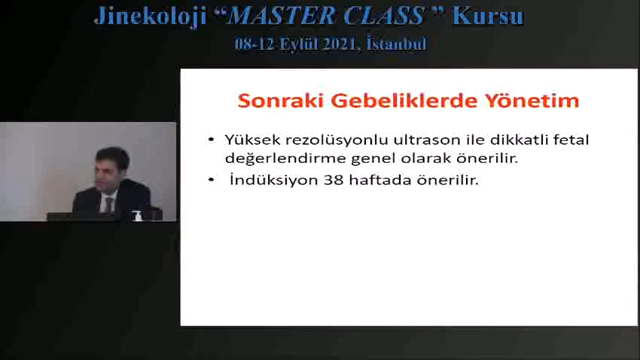 Jinekoloji “MASTER CLASS ” Kursu
08-12 Eylül 2021, İstanbul
Sonraki Gebeliklerde Yönetim
• Yüksek rezolüsyonlu ultrason ile dikkatli fetal
değerlendirme genel olarak önerilir.
• İndüksiyon 38 haftada önerilir.